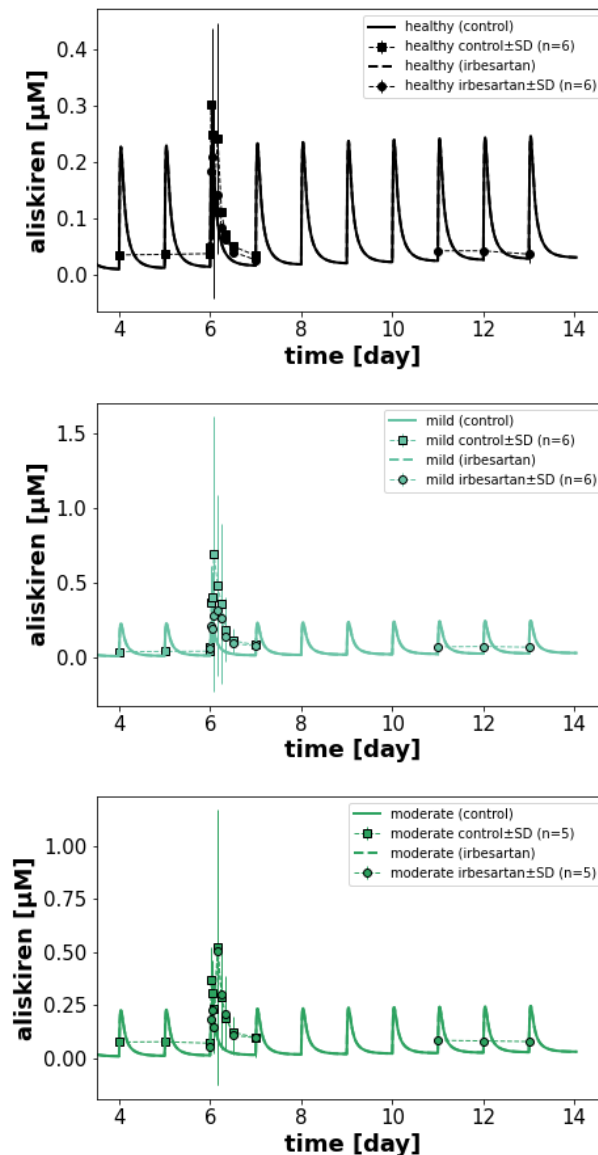 healthy (control)
healthy control±SD (n=6)
healthy (irbesartan)
healthy irbesartan±SD (n=6)
aliskiren [µM]
0.4
0.3
0.2
0.1
0.0
4 6 8 10 12 14
time [day]
mild (control)
mild control±SD (n=6)
mild (irbesartan)
mild irbesartan±SD (n=6)
aliskiren [µM]
1.5
1.0
0.5
0.0
4 6 8 10 12 14
time [day]
moderate (control)
moderate control±SD (n=5)
moderate (irbesartan)
moderate irbesartan±SD (n=5)
aliskiren [µM]
1.00
0.75
0.50
0.25
0.00
4 6 8 10 12 14
time [day]